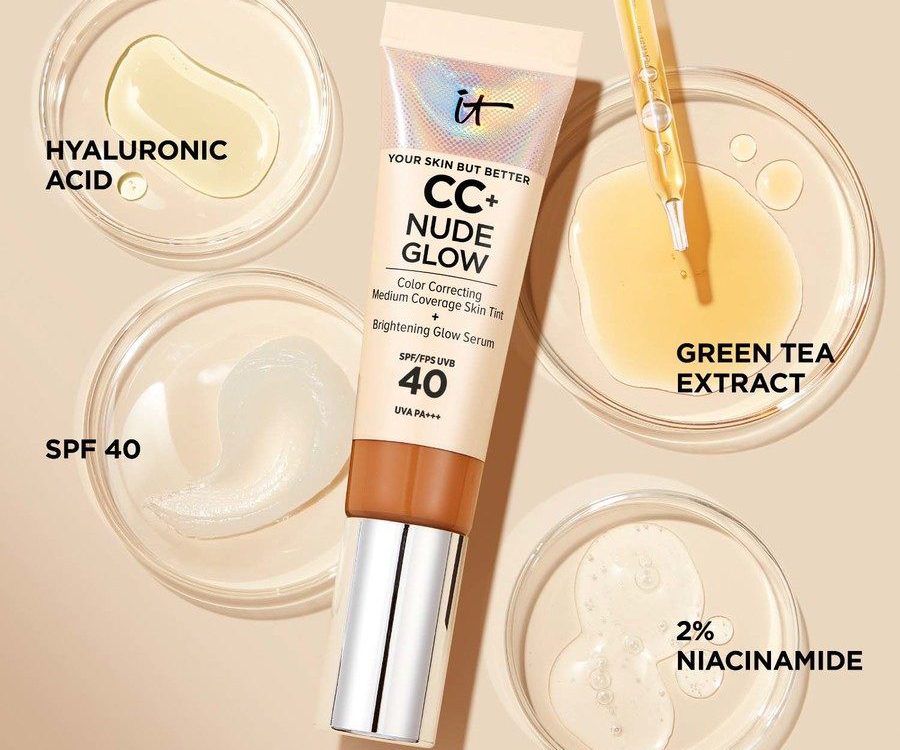 HYALURONIC
ACID
it
YOUR SKIN BUT BETTER
CC+
NUDE
GLOW
Color Correcting
Medium Coverage Skin Tint
+
Brightening Glow Serum
SPF/FPS UVB
40
UVA PA+++
GREEN TEA
EXTRACT
SPF 40
2%
NIACINAMIDE